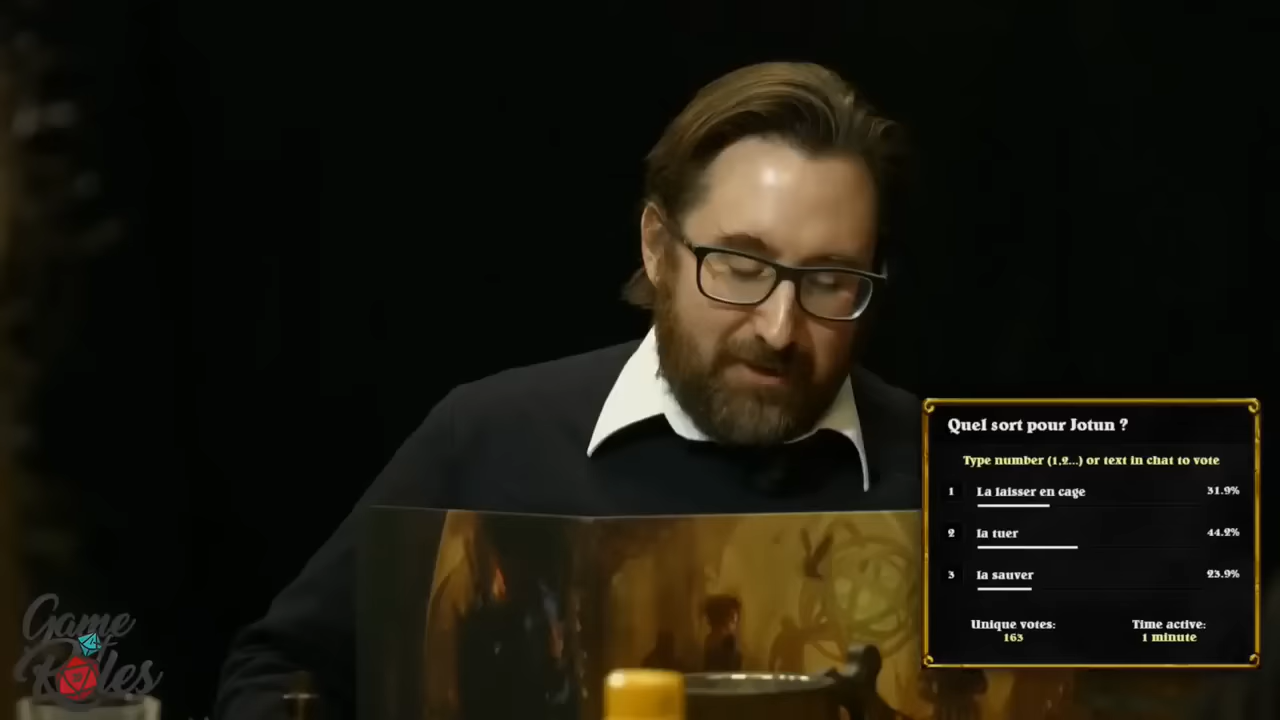 Quel sort pour Jotun ?
Type number (1,2...) or text in chat to vote
1 La laisser en cage 31.9%
2 la tuer 44.2%
3 la sauver 23.9%
Unique votes: Time active:
163 1 minute
Game
Rôles